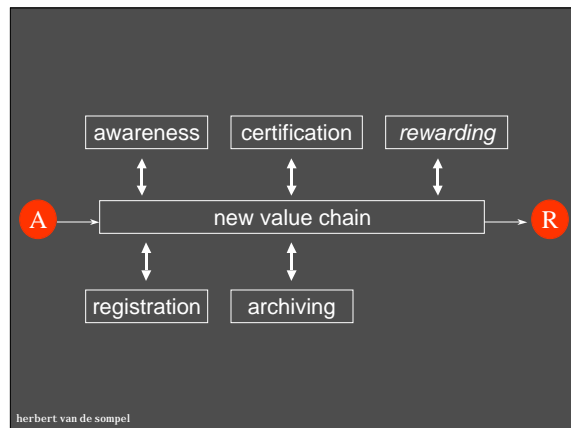 awareness
certification
rewarding
A
new value chain
R
registration
archiving
herbert van de sompel